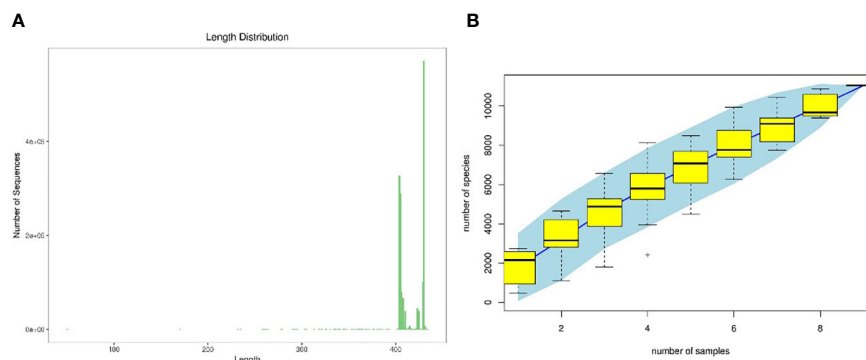 A
Length Distribution
Number of Sequences
4e+05
2e+05
0e+00
100
200
300
400
Length
B
number of species
10000
8000
6000
4000
2000
0
2
4
6
8
number of samples